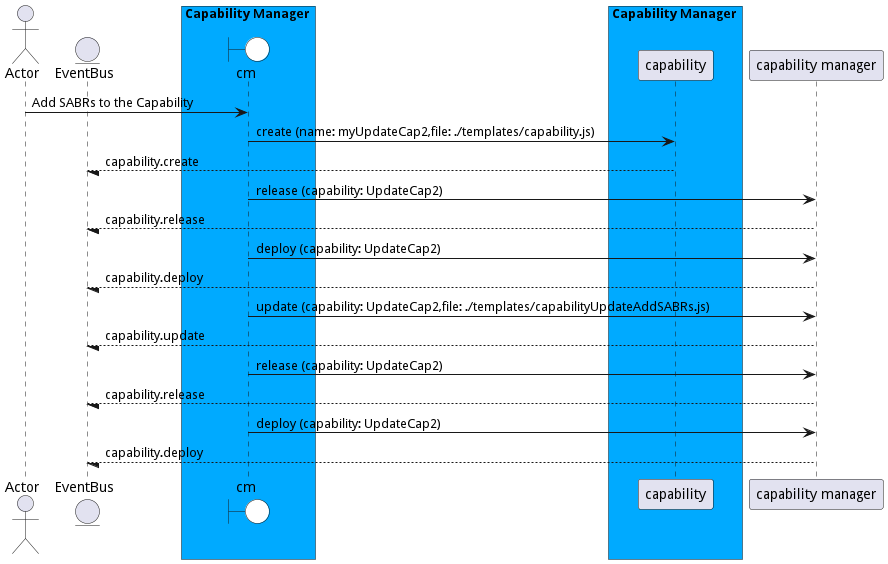 Capability Manager
Capability Manager
Actor
EventBus
cm
capability
capability manager
Add SABRs to the Capability
create (name: myUpdateCap2,file: ./templates/capability.js)
capability.create
release (capability: UpdateCap2)
capability.release
deploy (capability: UpdateCap2)
capability.deploy
update (capability: UpdateCap2,file: ./templates/capabilityUpdateAddSABRs.js)
capability.update
release (capability: UpdateCap2)
capability.release
deploy (capability: UpdateCap2)
capability.deploy
Actor
EventBus
cm
capability
capability manager